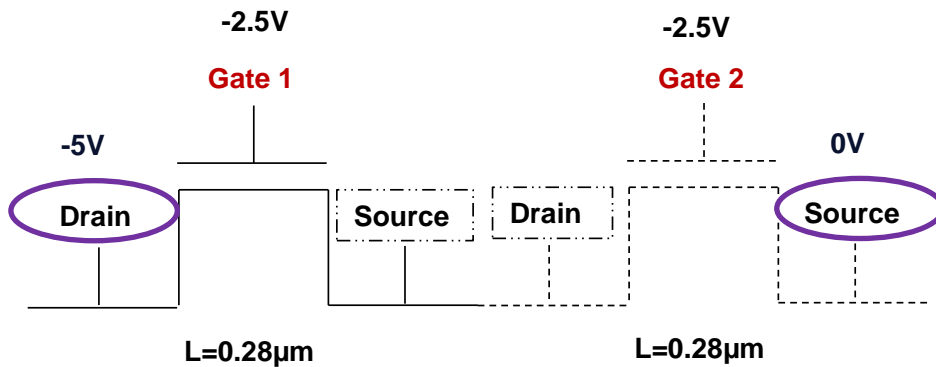 -2.5V
-2.5V
Gate 1
Gate 2
-5V
0V
Drain
Source
Drain
Source
L=0.28µm
L=0.28µm